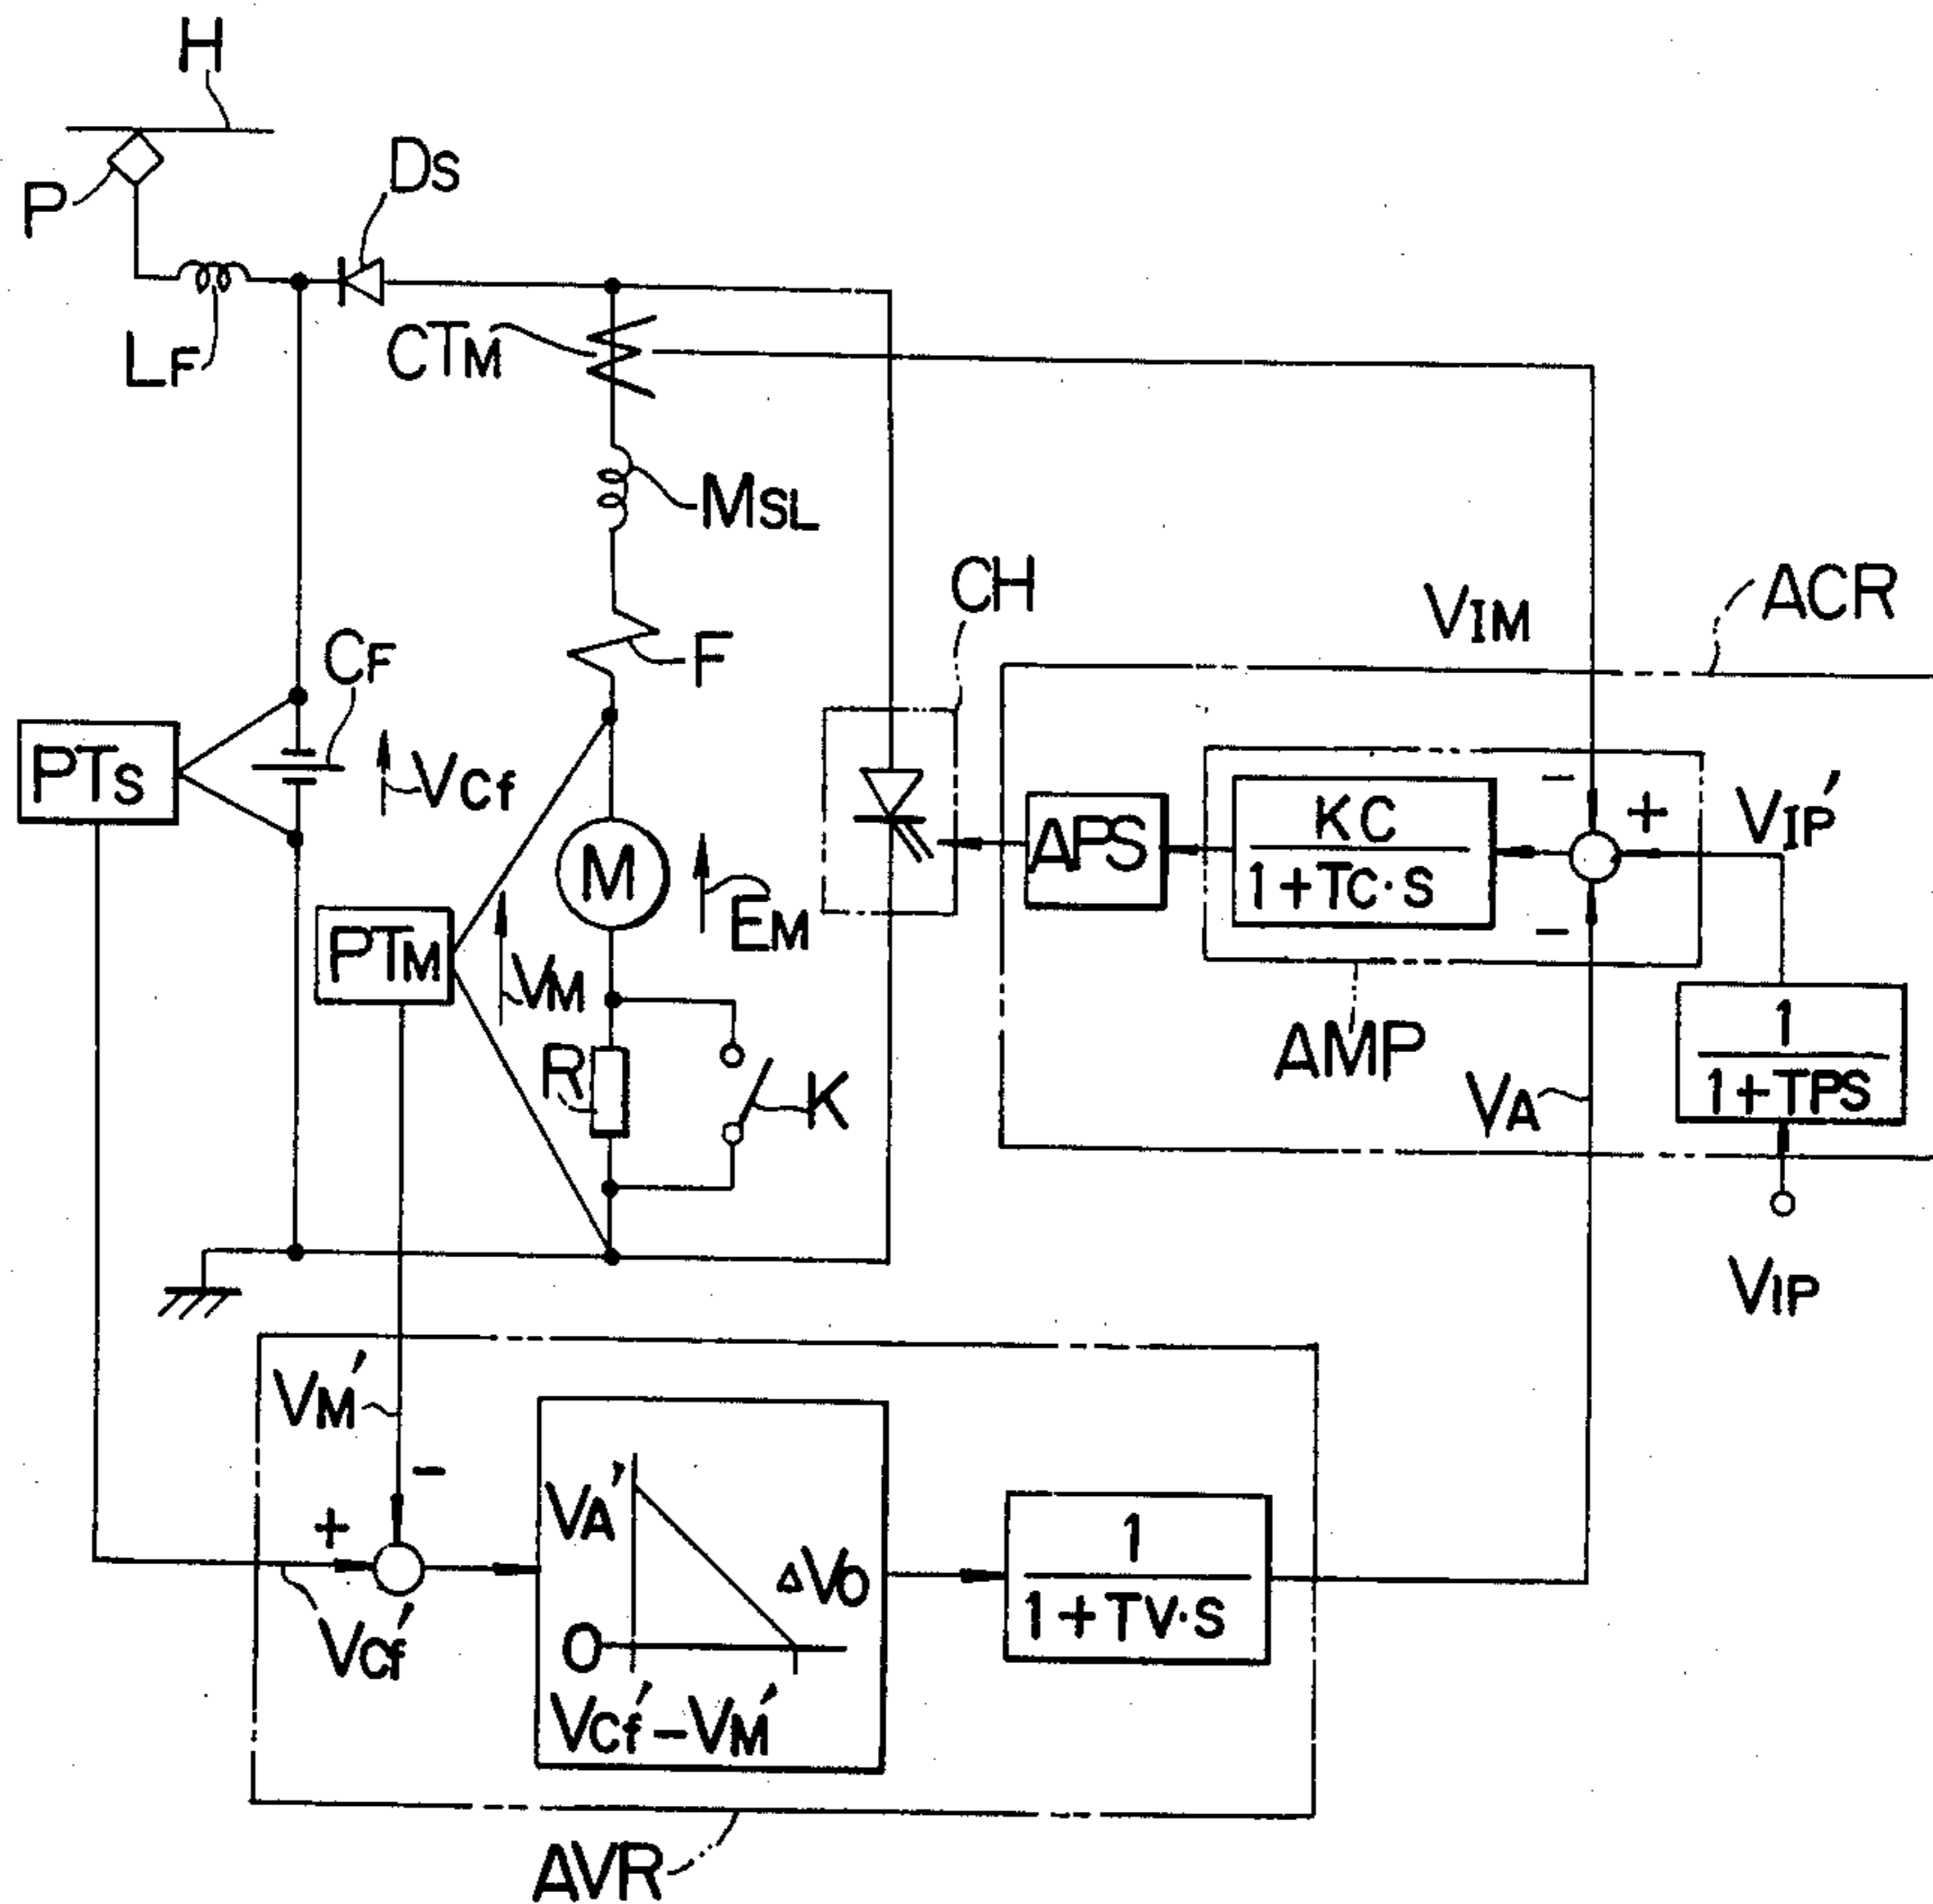 H
P
Ds
LF
CTM
MSL
CH
ACR
VIM
F
CF
PTs
VCf
APS
KC
1+TC·S
−
+
VIP'
M
EM
PTM
VM
−
AMP
1
1+TPS
R
K
VA
VIP
VM'
−
+
VA'
ΔVO
O
VCf'
VCf'−VM'
1
1+TV·S
AVR